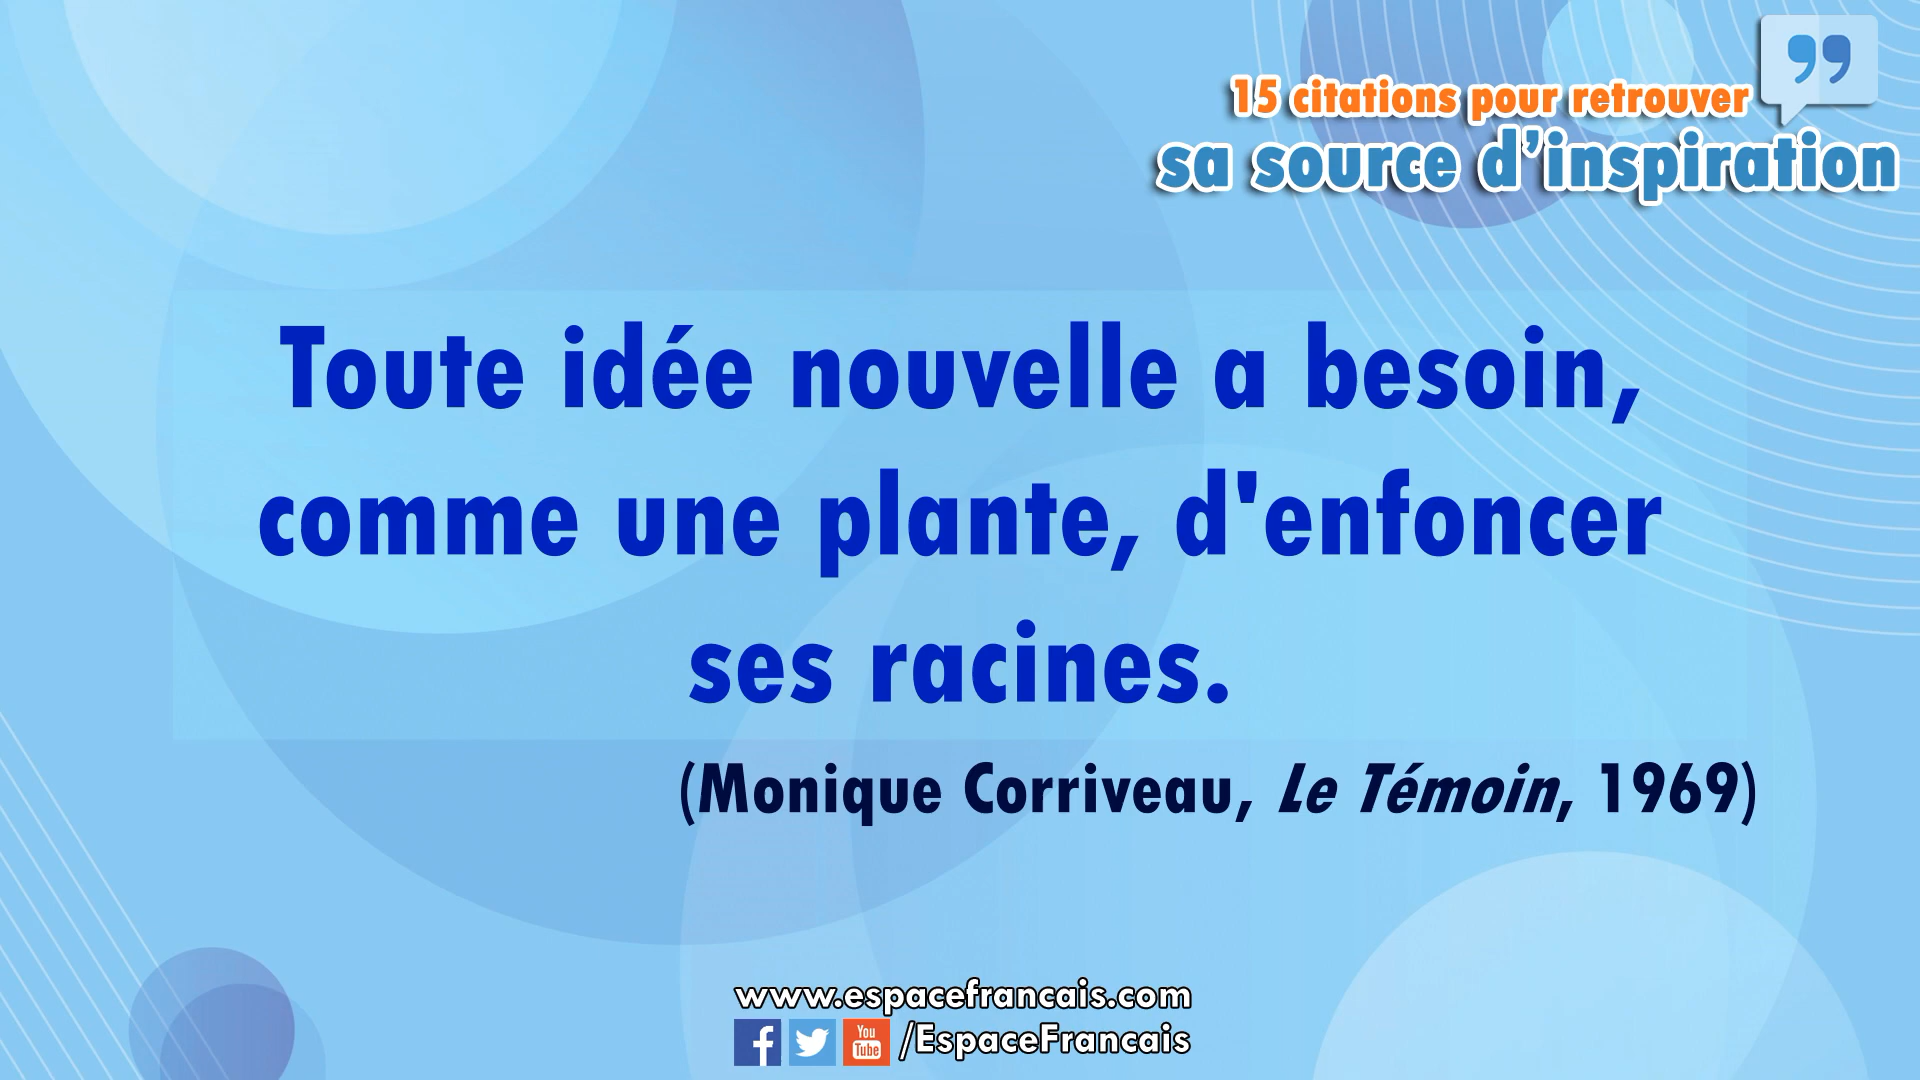 15 citations pour retrouver
sa source d’inspiration
Toute idée nouvelle a besoin,
comme une plante, d'enfoncer
ses racines.
(Monique Corriveau, Le Témoin, 1969)
www.espacefrancais.com
You
Tube
/EspaceFrancais